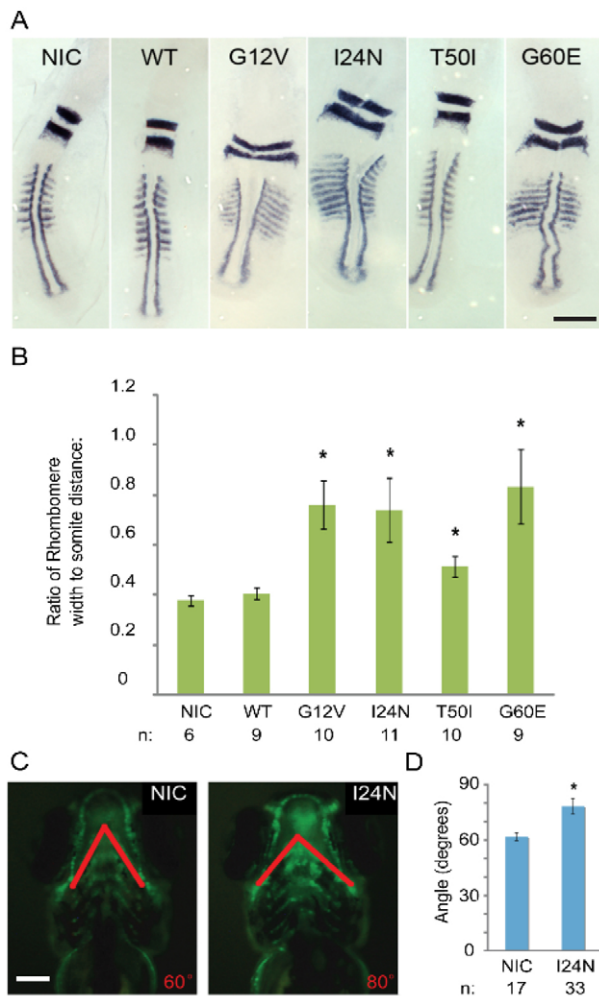 A
NIC WT G12V I24N T50I G60E
B
Ratio of Rhombomere
width to somite distance:
1.2
1.0
0.8
0.6
0.4
0.2
0
* * * *
NIC WT G12V I24N T50I G60E
n: 6 9 10 11 10 9
C
NIC
60°
I24N
80°
D
Angle (degrees)
90
60
30
0
*
NIC I24N
n: 17 33